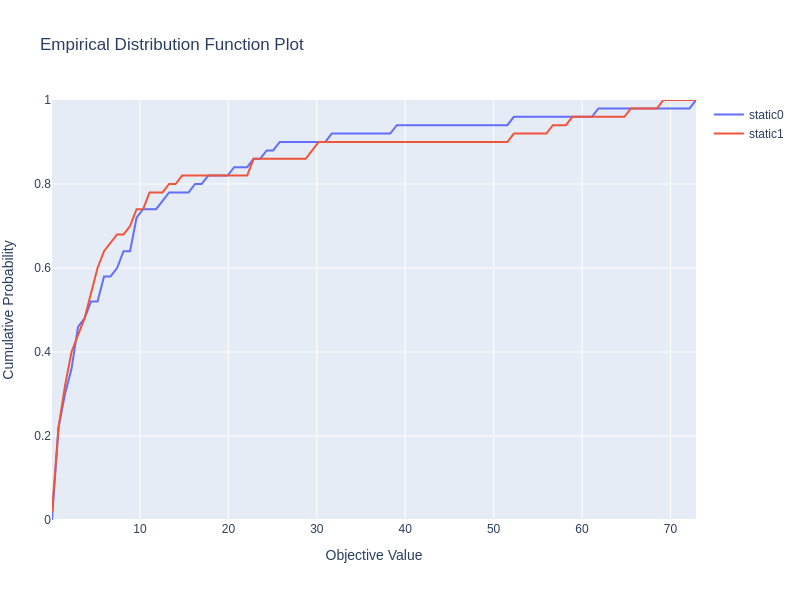 Empirical Distribution Function Plot
static0
static1
Cumulative Probability
1
0.8
0.6
0.4
0.2
0
10 20 30 40 50 60 70
Objective Value